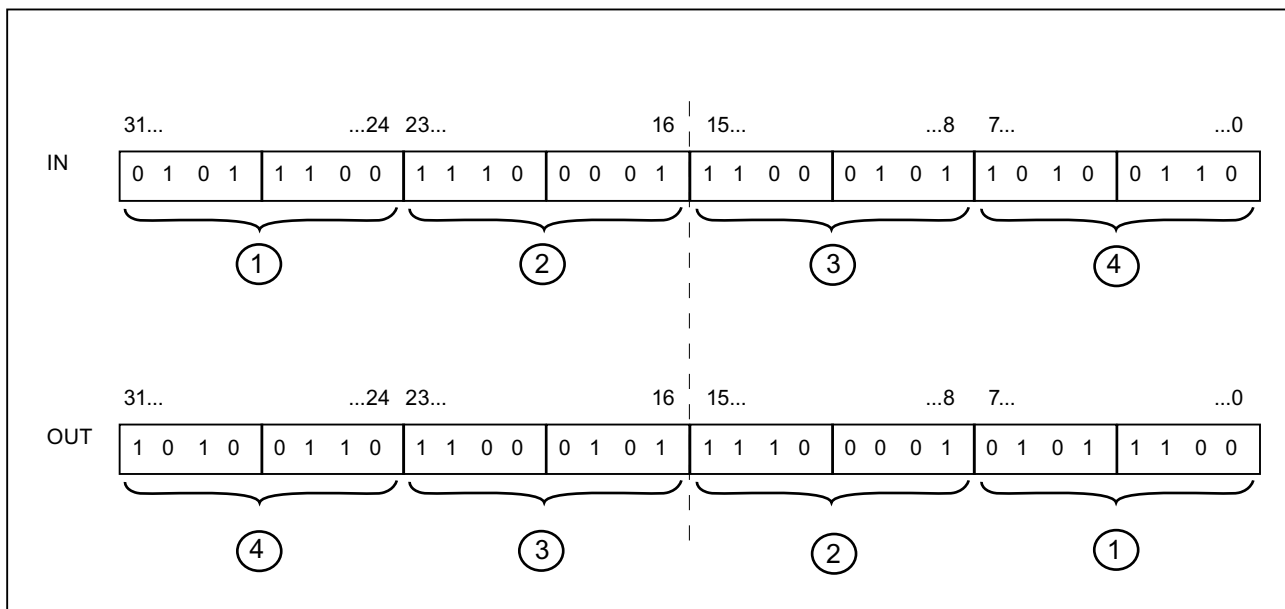 31... ...24 23... 16 15... ...8 7... ...0
IN 0 1 0 1 1 1 0 0 1 1 1 0 0 0 0 1 1 1 0 0 0 1 0 1 1 0 1 0 0 1 1 0
1 2 3 4
31... ...24 23... 16 15... ...8 7... ...0
OUT 1 0 1 0 0 1 1 0 1 1 0 0 0 1 0 1 1 1 1 0 0 0 0 1 0 1 0 1 1 1 0 0
4 3 2 1